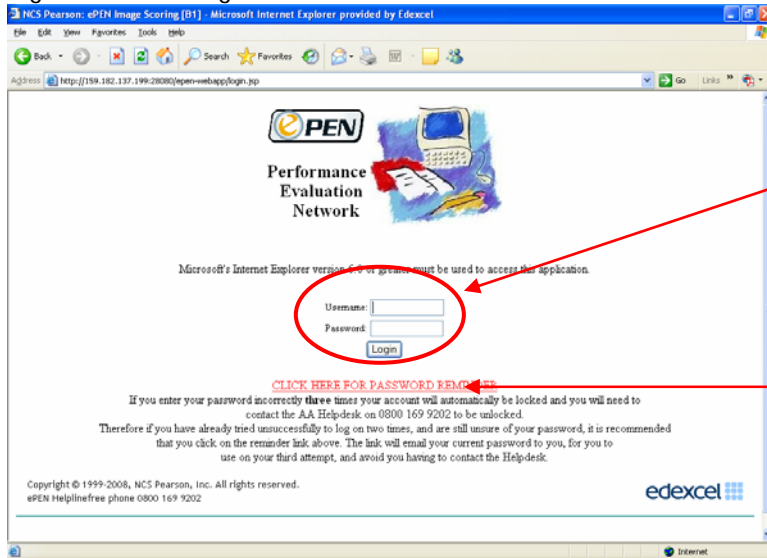 NCS Pearson: ePEN Image Scoring [B1] - Microsoft Internet Explorer provided by Edexcel
File Edit View Favorites Tools Help
Back Search Favorites
Address http://159.182.137.199:28080/epen-webapp/login.jsp Go Links
ePEN
Performance
Evaluation
Network
Microsoft's Internet Explorer version 6.0 or greater must be used to access this application.
Username:
Password:
Login
CLICK HERE FOR PASSWORD REMINDER
If you enter your password incorrectly three times your account will automatically be locked and you will need to
contact the AA Helpdesk on 0800 169 9202 to be unlocked.
Therefore if you have already tried unsuccessfully to log on two times, and are still unsure of your password, it is recommended
that you click on the reminder link above. The link will email your current password to you, for you to
use on your third attempt, and avoid you having to contact the Helpdesk.
Copyright © 1999-2008, NCS Pearson, Inc. All rights reserved.
ePEN Helplinefree phone 0800 169 9202
edexcel
Internet